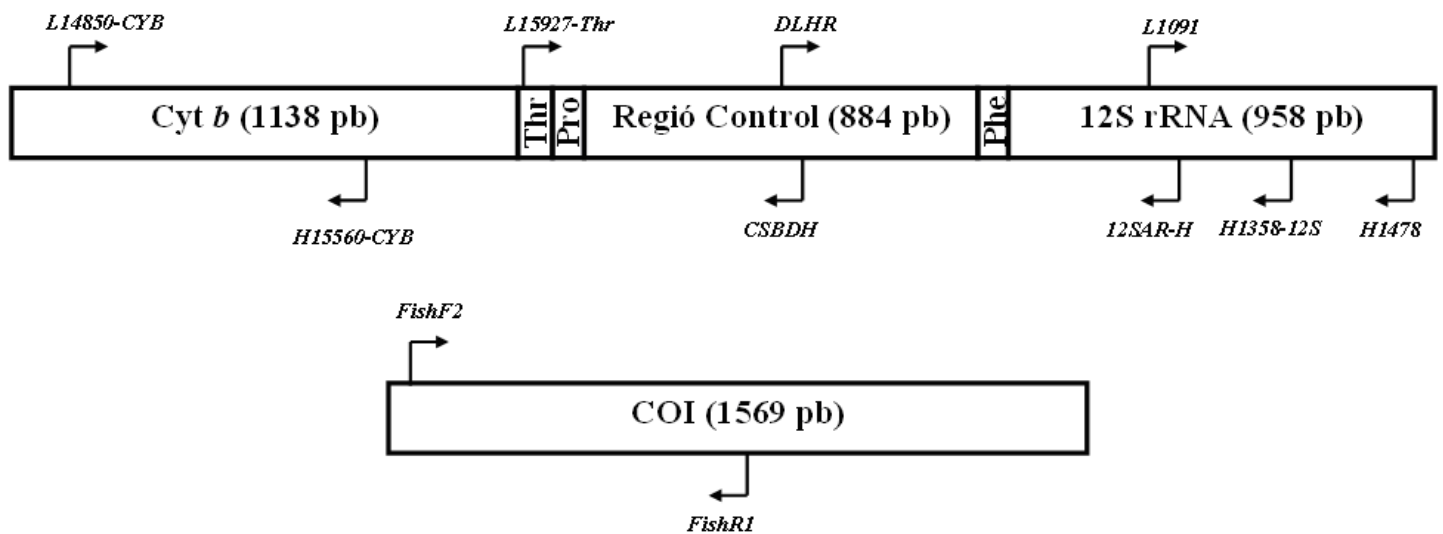 L14850-CYB
L15927-Thr
DLHR
L1091
Cyt b (1138 pb)
Thr
Pro
Regió Control (884 pb)
Phe
12S rRNA (958 pb)
H15560-CYB
CSBDH
12SAR-H
H1358-12S
H1478
FishF2
COI (1569 pb)
FishR1